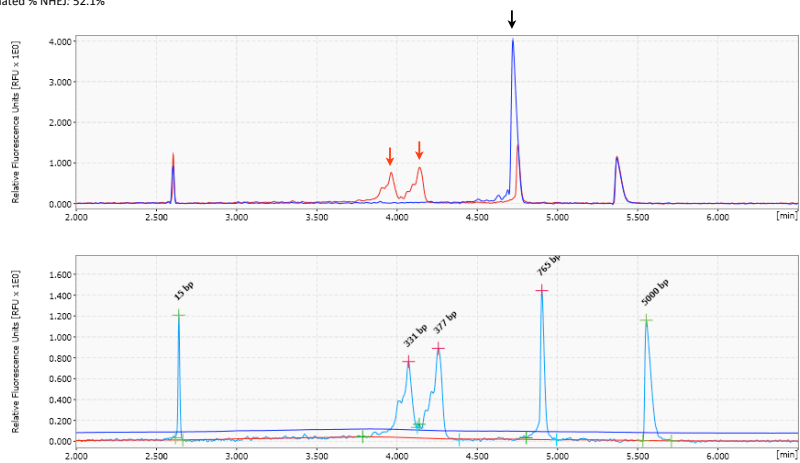 NHEJ: 52.1%
Relative Fluorescence Units [RFU x 1E0]
4.000
3.000
2.000
1.000
0.000
2.000 2.500 3.000 3.500 4.000 4.500 5.000 5.500 6.000 [min]
Relative Fluorescence Units [RFU x 1E0]
1.600
1.400
1.200
1.000
0.800
0.600
0.400
0.200
0.000
15 bp
331 bp
377 bp
765 bp
5000 bp
2.000 2.500 3.000 3.500 4.000 4.500 5.000 5.500 6.000 [min]